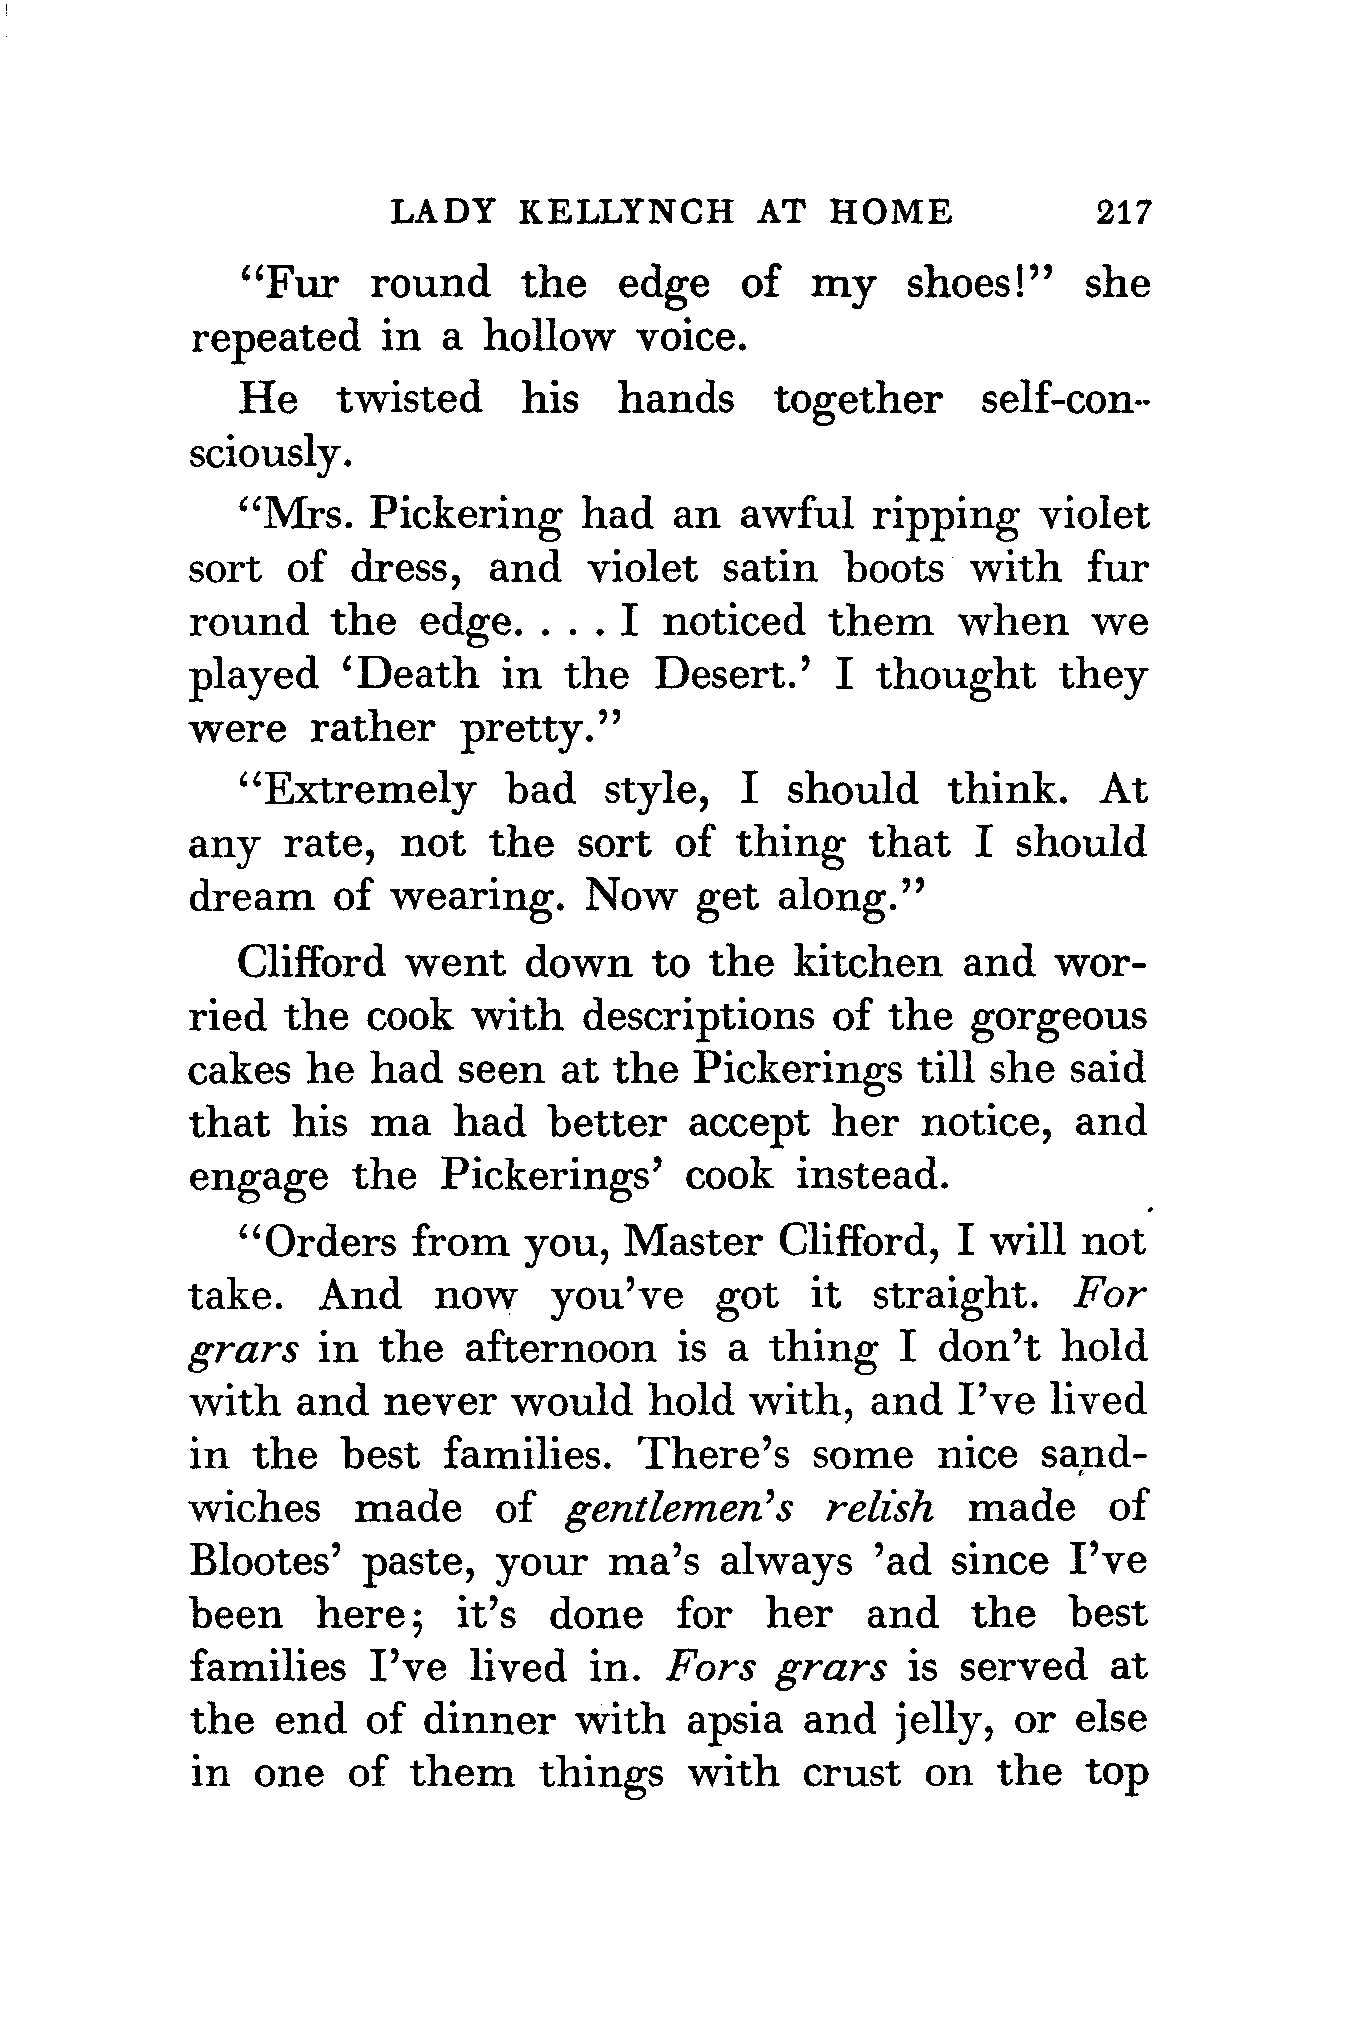 LADY KELLYNCH AT HOME 217
“Fur round the edge of my shoes!” she
repeated in a hollow voice.
He twisted his hands together self-con-
sciously.
“Mrs. Pickering had an awful ripping violet
sort of dress, and violet satin boots with fur
round the edge. . . . I noticed them when we
played ‘Death in the Desert.’ I thought they
were rather pretty.”
“Extremely bad style, I should think. At
any rate, not the sort of thing that I should
dream of wearing. Now get along.”
Clifford went down to the kitchen and wor-
ried the cook with descriptions of the gorgeous
cakes he had seen at the Pickerings till she said
that his ma had better accept her notice, and
engage the Pickerings’ cook instead.
“Orders from you, Master Clifford, I will not
take. And now you’ve got it straight. For
grars in the afternoon is a thing I don’t hold
with and never would hold with, and I’ve lived
in the best families. There’s some nice sand-
wiches made of gentlemen’s relish made of
Blootes’ paste, your ma’s always ’ad since I’ve
been here; it’s done for her and the best
families I’ve lived in. Fors grars is served at
the end of dinner with apsia and jelly, or else
in one of them things with crust on the top